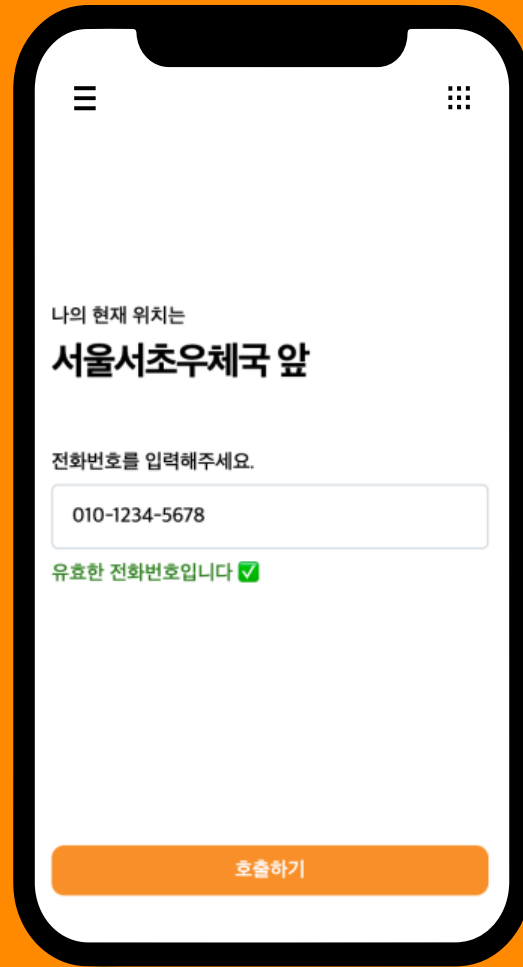 나의 현재 위치는
서울서초우체국 앞
전화번호를 입력해주세요.
010-1234-5678
유효한 전화번호입니다 ✅
호출하기